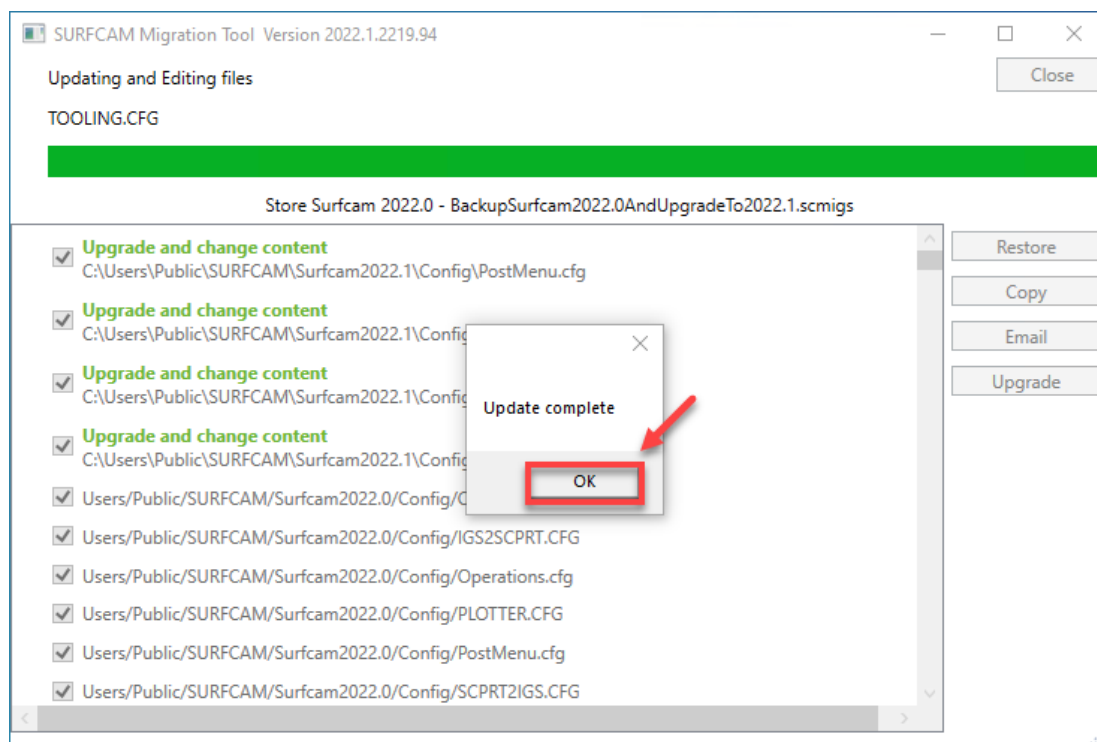 SURFCAM Migration Tool Version 2022.1.2219.94
Updating and Editing files
Close
TOOLING.CFG
Store Surfcam 2022.0 - BackupSurfcam2022.0AndUpgradeTo2022.1.scmigs
Upgrade and change content
C:\Users\Public\SURFCAM\Surfcam2022.1\Config\PostMenu.cfg
Restore
Upgrade and change content
C:\Users\Public\SURFCAM\Surfcam2022.1\Config
Copy
Email
Upgrade and change content
C:\Users\Public\SURFCAM\Surfcam2022.1\Config
Upgrade
Update complete
Upgrade and change content
C:\Users\Public\SURFCAM\Surfcam2022.1\Config
OK
Users/Public/SURFCAM/Surfcam2022.0/Config/
Users/Public/SURFCAM/Surfcam2022.0/Config/IGS2SCPRT.CFG
Users/Public/SURFCAM/Surfcam2022.0/Config/Operations.cfg
Users/Public/SURFCAM/Surfcam2022.0/Config/PLOTTER.CFG
Users/Public/SURFCAM/Surfcam2022.0/Config/PostMenu.cfg
Users/Public/SURFCAM/Surfcam2022.0/Config/SCPRT2IGS.CFG